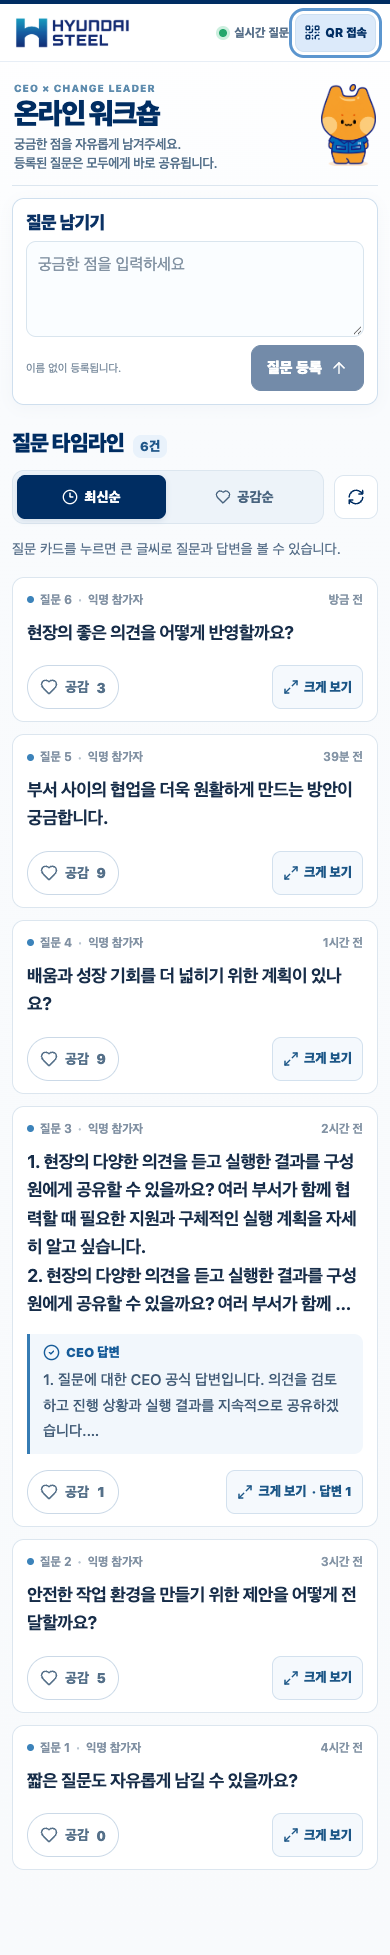 HYUNDAI
STEEL
실시간 질문
QR 접속
CEO × CHANGE LEADER
온라인 워크숍
궁금한 점을 자유롭게 남겨주세요.
등록된 질문은 모두에게 바로 공유됩니다.
질문 남기기
궁금한 점을 입력하세요
이름 없이 등록됩니다.
질문 등록
질문 타임라인 6건
최신순
공감순
질문 카드를 누르면 큰 글씨로 질문과 답변을 볼 수 있습니다.
질문 6 · 익명 참가자 방금 전
현장의 좋은 의견을 어떻게 반영할까요?
공감 3 크게 보기
질문 5 · 익명 참가자 39분 전
부서 사이의 협업을 더욱 원활하게 만드는 방안이
궁금합니다.
공감 9 크게 보기
질문 4 · 익명 참가자 1시간 전
배움과 성장 기회를 더 넓히기 위한 계획이 있나
요?
공감 9 크게 보기
질문 3 · 익명 참가자 2시간 전
1. 현장의 다양한 의견을 듣고 실행한 결과를 구성
원에게 공유할 수 있을까요? 여러 부서가 함께 협
력할 때 필요한 지원과 구체적인 실행 계획을 자세
히 알고 싶습니다.
2. 현장의 다양한 의견을 듣고 실행한 결과를 구성
원에게 공유할 수 있을까요? 여러 부서가 함께 ...
CEO 답변
1. 질문에 대한 CEO 공식 답변입니다. 의견을 검토
하고 진행 상황과 실행 결과를 지속적으로 공유하겠
습니다....
공감 1 크게 보기 · 답변 1
질문 2 · 익명 참가자 3시간 전
안전한 작업 환경을 만들기 위한 제안을 어떻게 전
달할까요?
공감 5 크게 보기
질문 1 · 익명 참가자 4시간 전
짧은 질문도 자유롭게 남길 수 있을까요?
공감 0 크게 보기